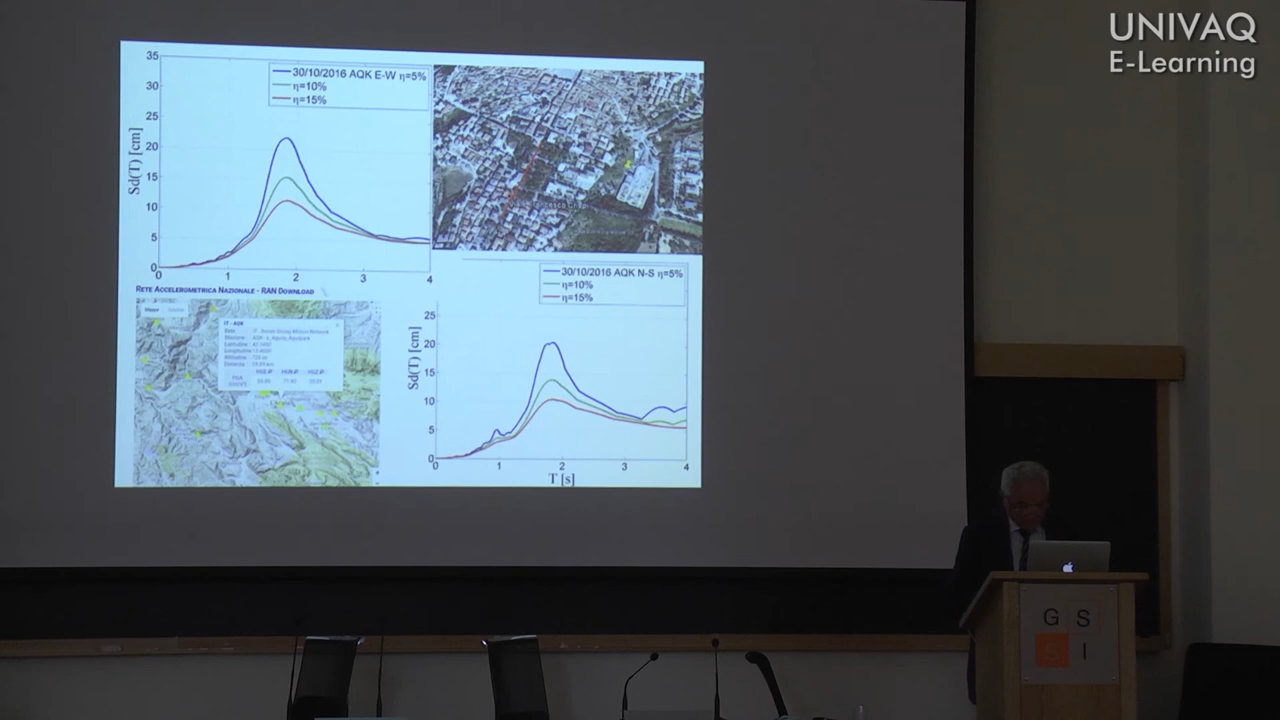 UNIVAQ
E-Learning
35
30
25
20
15
10
5
0
Sd(T) [cm]
30/10/2016 AQK E-W η=5%
η=10%
η=15%
0
1
2
3
4
RETE ACCELEROMETRICA NAZIONALE - RAN DOWNLOAD
IT - AQK
30/10/2016 AQK N-S η=5%
η=10%
η=15%
25
20
15
10
5
0
Sd(T) [cm]
0
1
2
3
4
T [s]
G S
S I